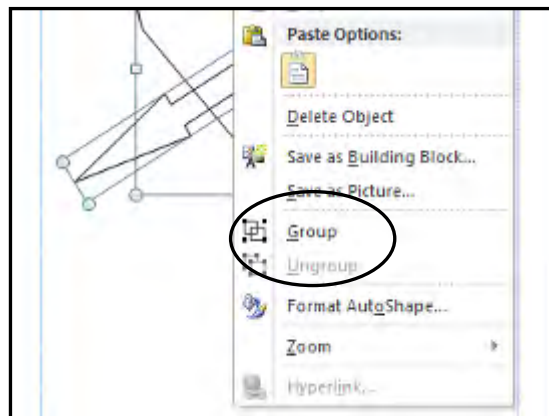 Paste Options:
Delete Object
Save as Building Block...
Save as Picture...
Group
Ungroup
Format AutoShape...
Zoom
Hyperlink...